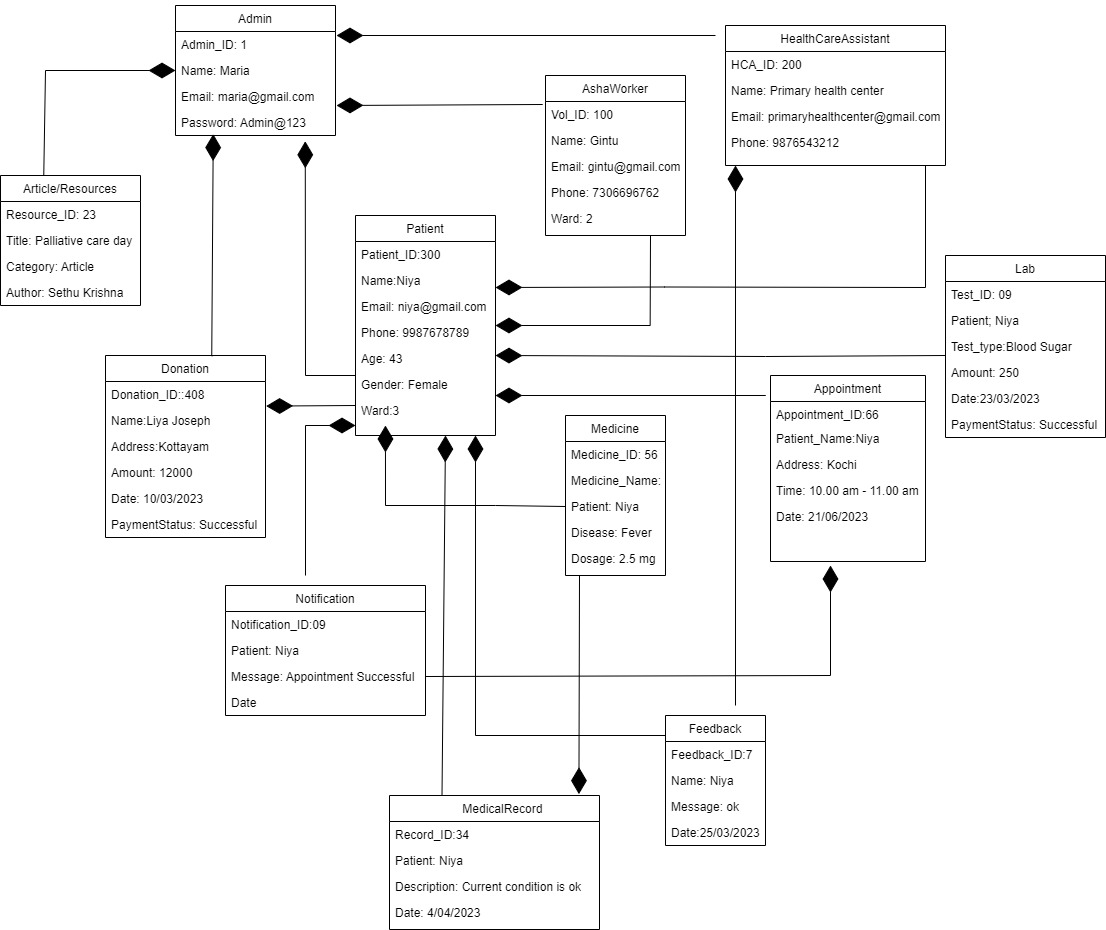 Admin
Admin_ID: 1
Name: Maria
Email: maria@gmail.com
Password: Admin@123
HealthCareAssistant
HCA_ID: 200
Name: Primary health center
Email: primaryhealthcenter@gmail.com
Phone: 9876543212
AshaWorker
Vol_ID: 100
Name: Gintu
Email: gintu@gmail.com
Phone: 7306696762
Ward: 2
Article/Resources
Resource_ID: 23
Title: Palliative care day
Category: Article
Author: Sethu Krishna
Patient
Patient_ID:300
Name:Niya
Email: niya@gmail.com
Phone: 9987678789
Age: 43
Gender: Female
Ward:3
Lab
Test_ID: 09
Patient; Niya
Test_type:Blood Sugar
Amount: 250
Date:23/03/2023
PaymentStatus: Successful
Donation
Donation_ID::408
Name:Liya Joseph
Address:Kottayam
Amount: 12000
Date: 10/03/2023
PaymentStatus: Successful
Appointment
Appointment_ID:66
Patient_Name:Niya
Address: Kochi
Time: 10.00 am - 11.00 am
Date: 21/06/2023
Medicine
Medicine_ID: 56
Medicine_Name:
Patient: Niya
Disease: Fever
Dosage: 2.5 mg
Notification
Notification_ID:09
Patient: Niya
Message: Appointment Successful
Date
Feedback
Feedback_ID:7
Name: Niya
Message: ok
Date:25/03/2023
MedicalRecord
Record_ID:34
Patient: Niya
Description: Current condition is ok
Date: 4/04/2023